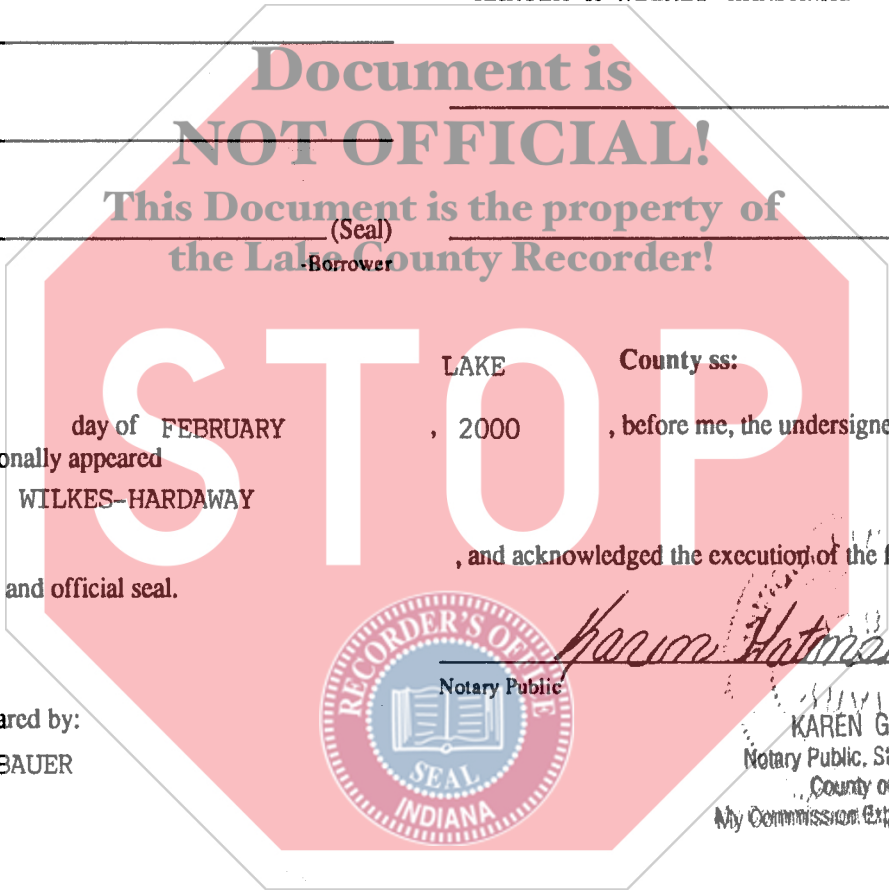 Document is
NOT OFFICIAL!
This Document is the property of
(Seal)
the Lake County Recorder!
-Borrower
STOP
LAKE County ss:
day of FEBRUARY , 2000 , before me, the undersigne
onally appeared
WILKES-HARDAWAY
, and acknowledged the execution of the f
and official seal.
RECORDER'S OFFICE
SEAL
INDIANA
Karen
Notary Public
ared by:
BAUER
KAREN G
Notary Public, St
County o
My Commission Exp